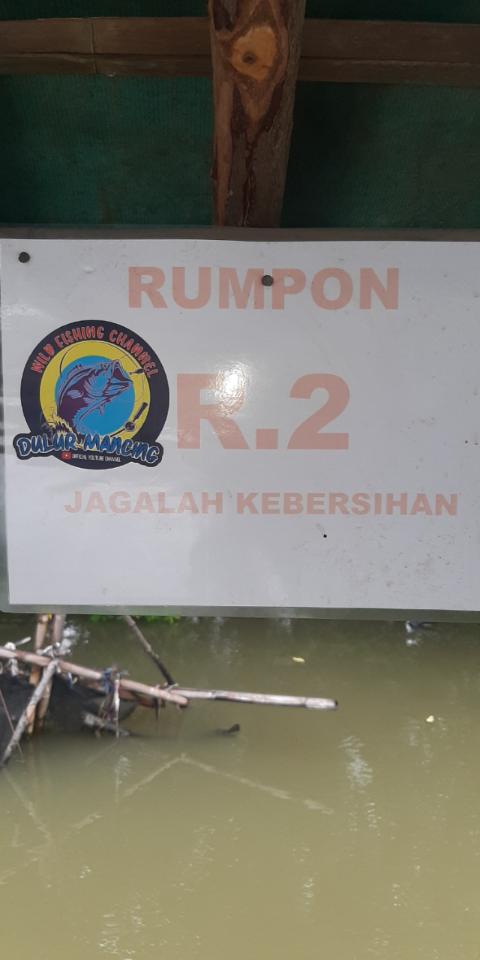 RUMPON
WILD FISHING CHANNEL
R.2
DULUR MANCING
OFFICIAL YOUTUBE CHANNEL
JAGALAH KEBERSIHAN